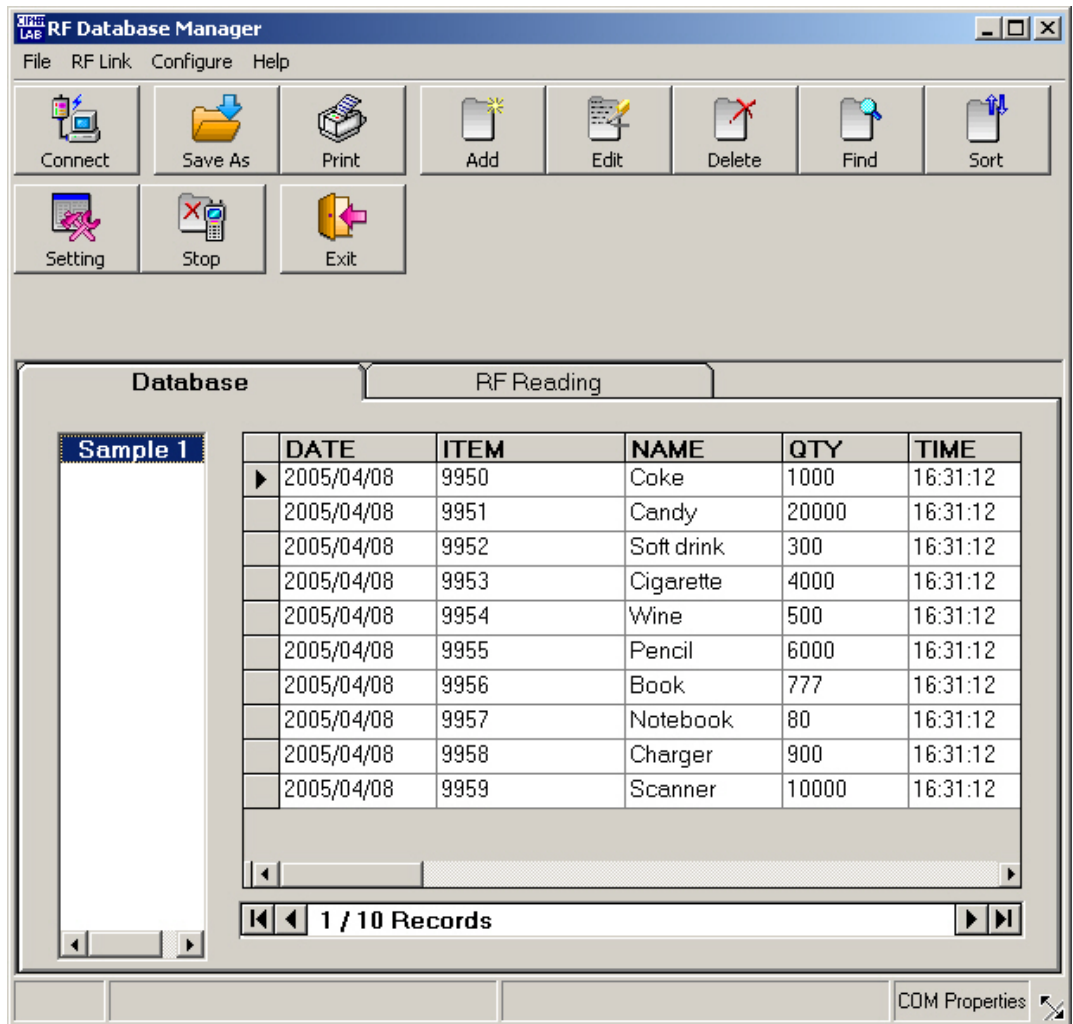 CIPHER LAB RF Database Manager
File RF Link Configure Help
Connect Save As Print Add Edit Delete Find Sort
Setting Stop Exit
Database RF Reading
Sample 1
DATE ITEM NAME QTY TIME
2005/04/08 9950 Coke 1000 16:31:12
2005/04/08 9951 Candy 20000 16:31:12
2005/04/08 9952 Soft drink 300 16:31:12
2005/04/08 9953 Cigarette 4000 16:31:12
2005/04/08 9954 Wine 500 16:31:12
2005/04/08 9955 Pencil 6000 16:31:12
2005/04/08 9956 Book 777 16:31:12
2005/04/08 9957 Notebook 80 16:31:12
2005/04/08 9958 Charger 900 16:31:12
2005/04/08 9959 Scanner 10000 16:31:12
1 / 10 Records
COM Properties